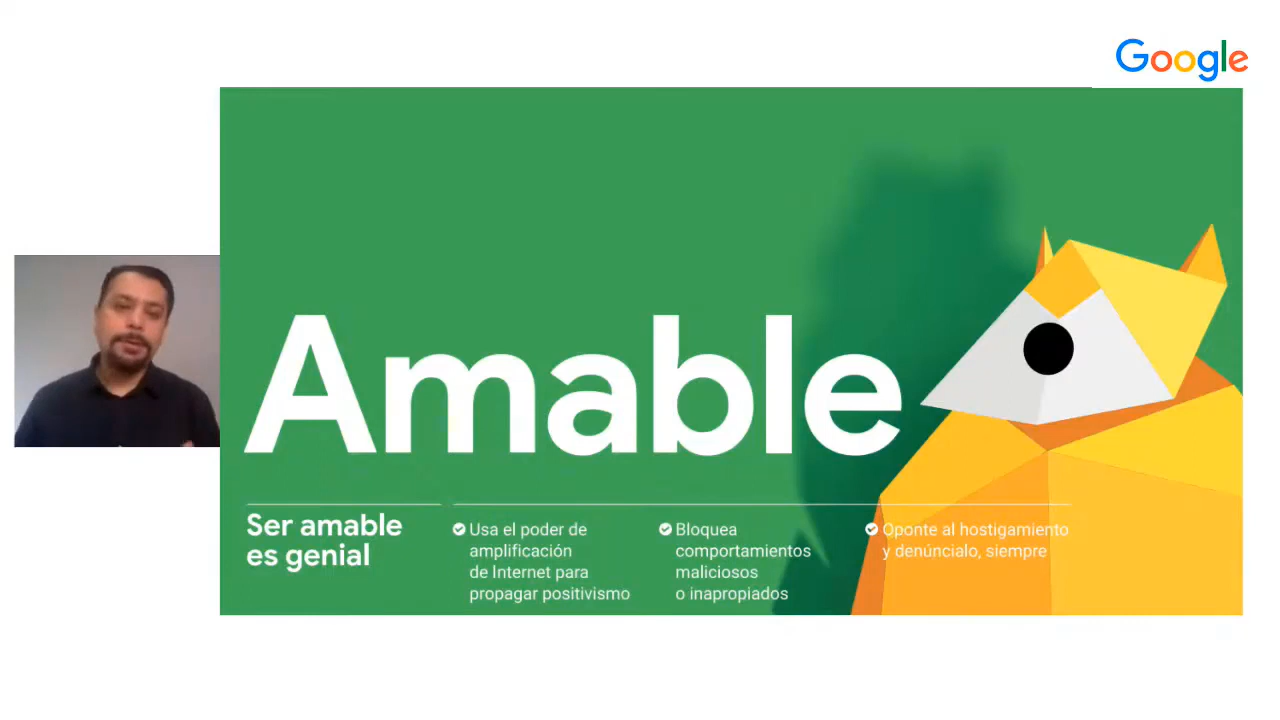 Google
Amable
Ser amable
es genial
Usa el poder de
amplificación
de Internet para
propagar positivismo
Bloquea
comportamientos
maliciosos
o inapropiados
Oponte al hostigamiento
y denúncialo, siempre